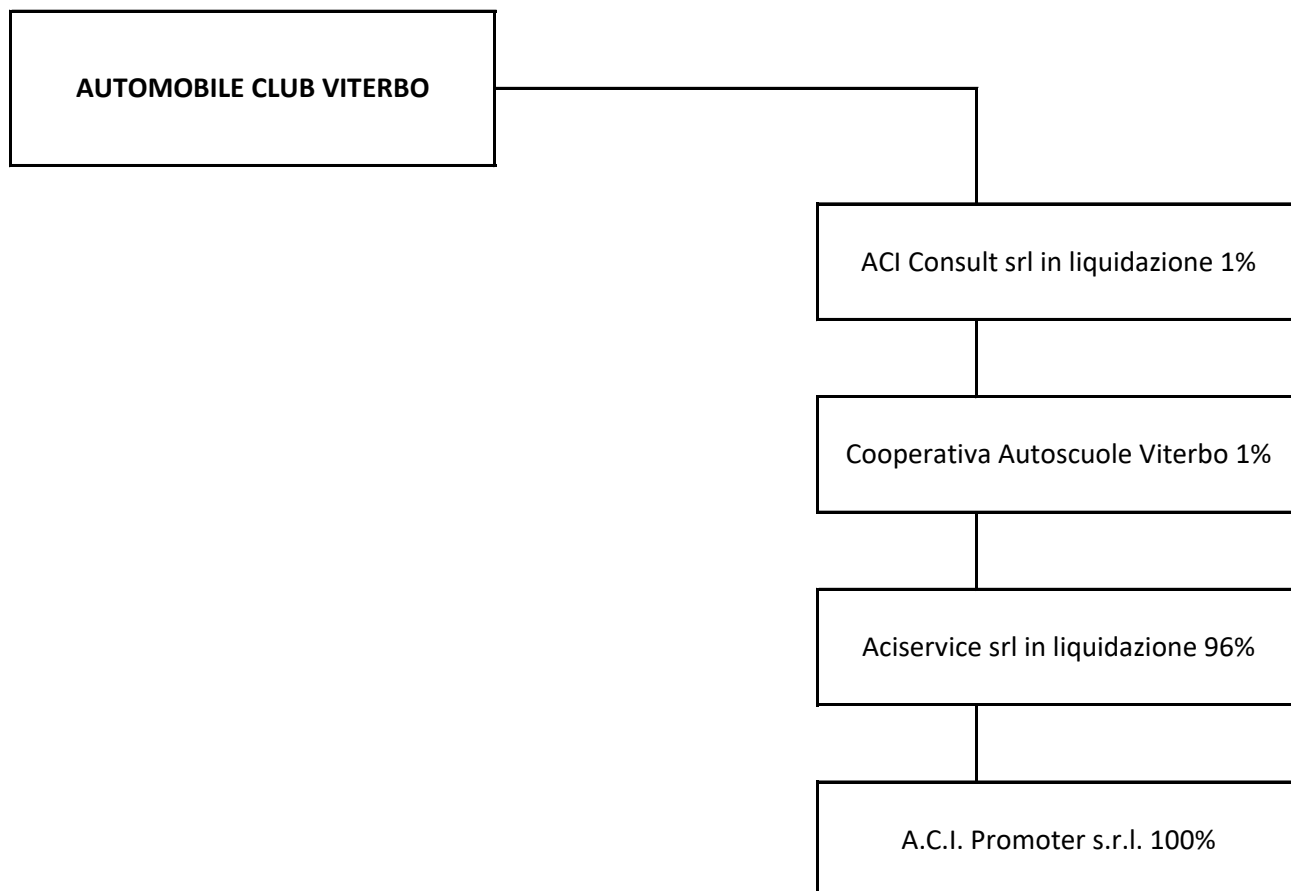 AUTOMOBILE CLUB VITERBO
ACI Consult srl in liquidazione 1%
Cooperativa Autoscuole Viterbo 1%
Aciservice srl in liquidazione 96%
A.C.I. Promoter s.r.l. 100%